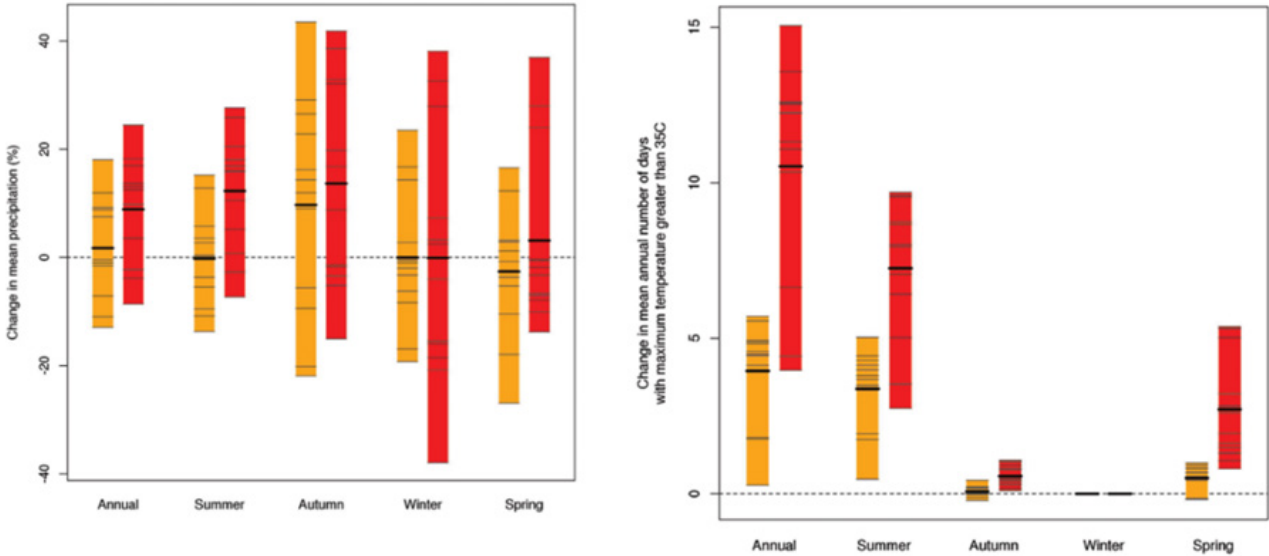 Change in mean precipitation (%)
40
20
0
20
-40
Annual Summer Autumn Winter Spring
Change in mean annual number of days
with maximum temperature greater than 35C
15
10
5
0
Annual Summer Autumn Winter Spring